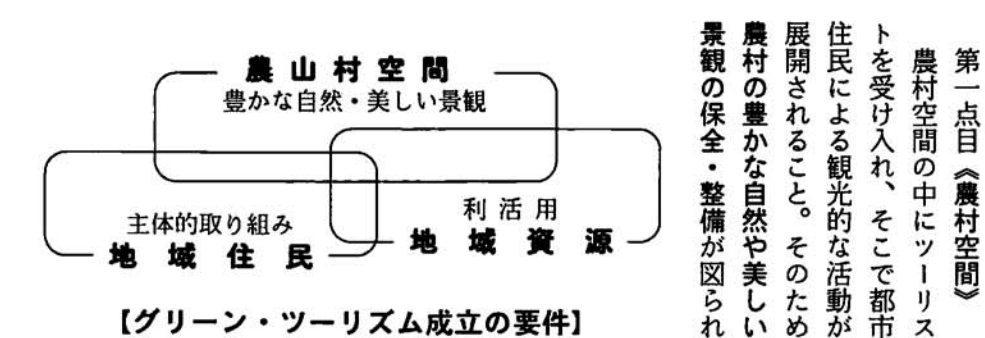 第一点目《農村空間》
農村空間の中にツーリス
トを受け入れ、そこで都市
住民による観光的な活動が
展開されること。そのため
農村の豊かな自然や美しい
景観の保全・整備が図られ
農山村空間
豊かな自然・美しい景観
主体的取り組み
地域住民
利活用
地域資源
【グリーン・ツーリズム成立の要件】